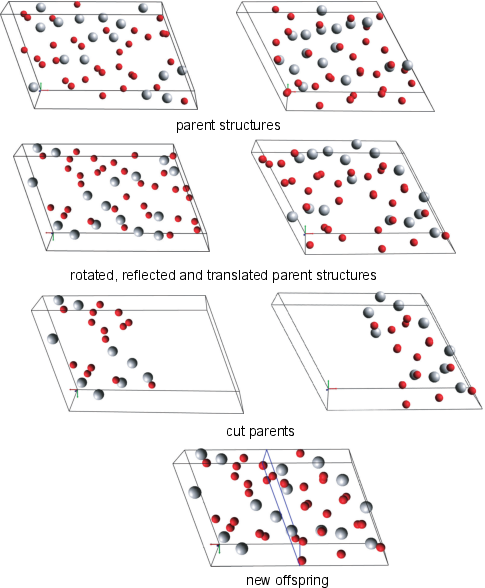 parent structures
rotated, reflected and translated parent structures
cut parents
new offspring